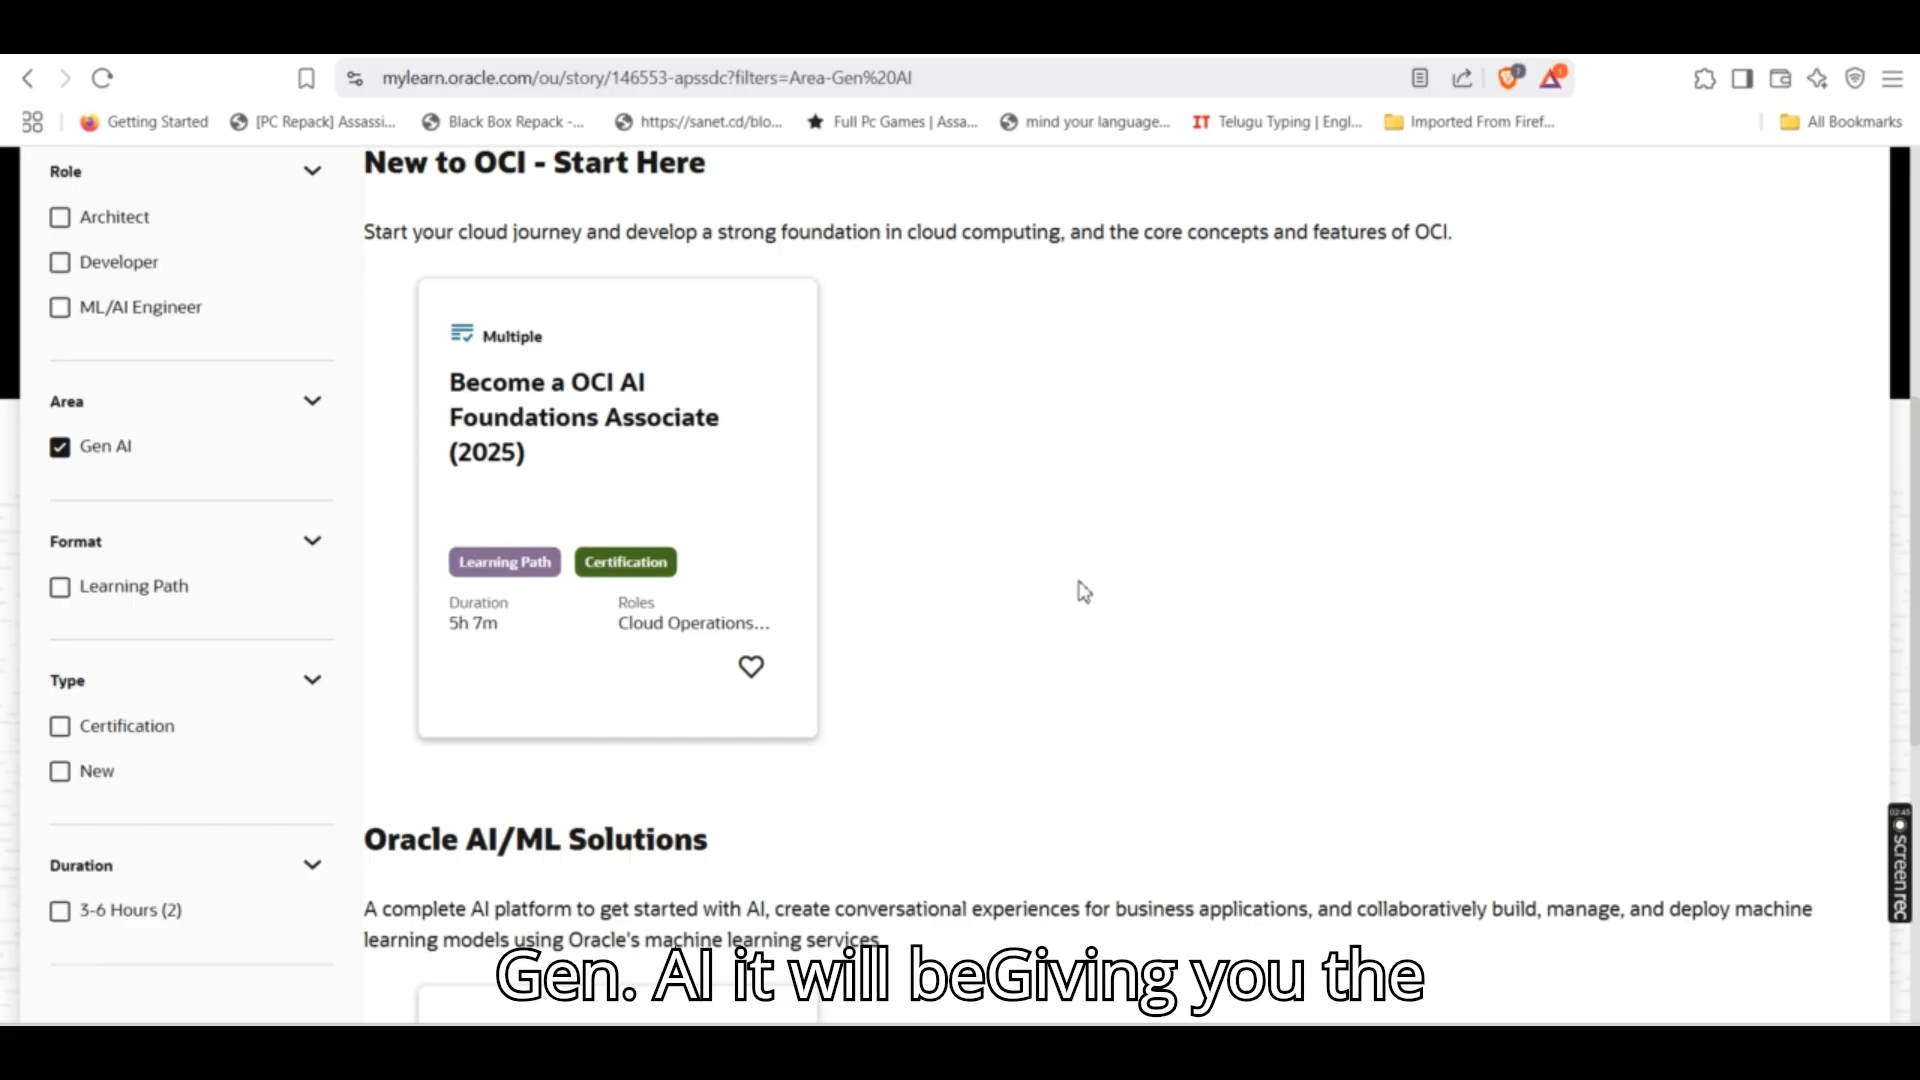 mylearn.oracle.com/ou/story/146553-apssdc?filters=Area-Gen%20AI
Getting Started
[PC Repack] Assassi...
Black Box Repack -...
https://sanet.cd/blo...
Full Pc Games | Assa...
mind your language...
IT Telugu Typing | Engl...
Imported From Firef...
All Bookmarks
Role
Architect
Developer
ML/AI Engineer
Area
Gen AI
Format
Learning Path
Type
Certification
New
Duration
3-6 Hours (2)
New to OCI - Start Here
Start your cloud journey and develop a strong foundation in cloud computing, and the core concepts and features of OCI.
Multiple
Become a OCI AI
Foundations Associate
(2025)
Learning Path
Certification
Duration
5h 7m
Roles
Cloud Operations...
Oracle AI/ML Solutions
A complete AI platform to get started with AI, create conversational experiences for business applications, and collaboratively build, manage, and deploy machine
learning models using Oracle's machine learning services
Gen. AI it will beGiving you the
02:45
screenrec